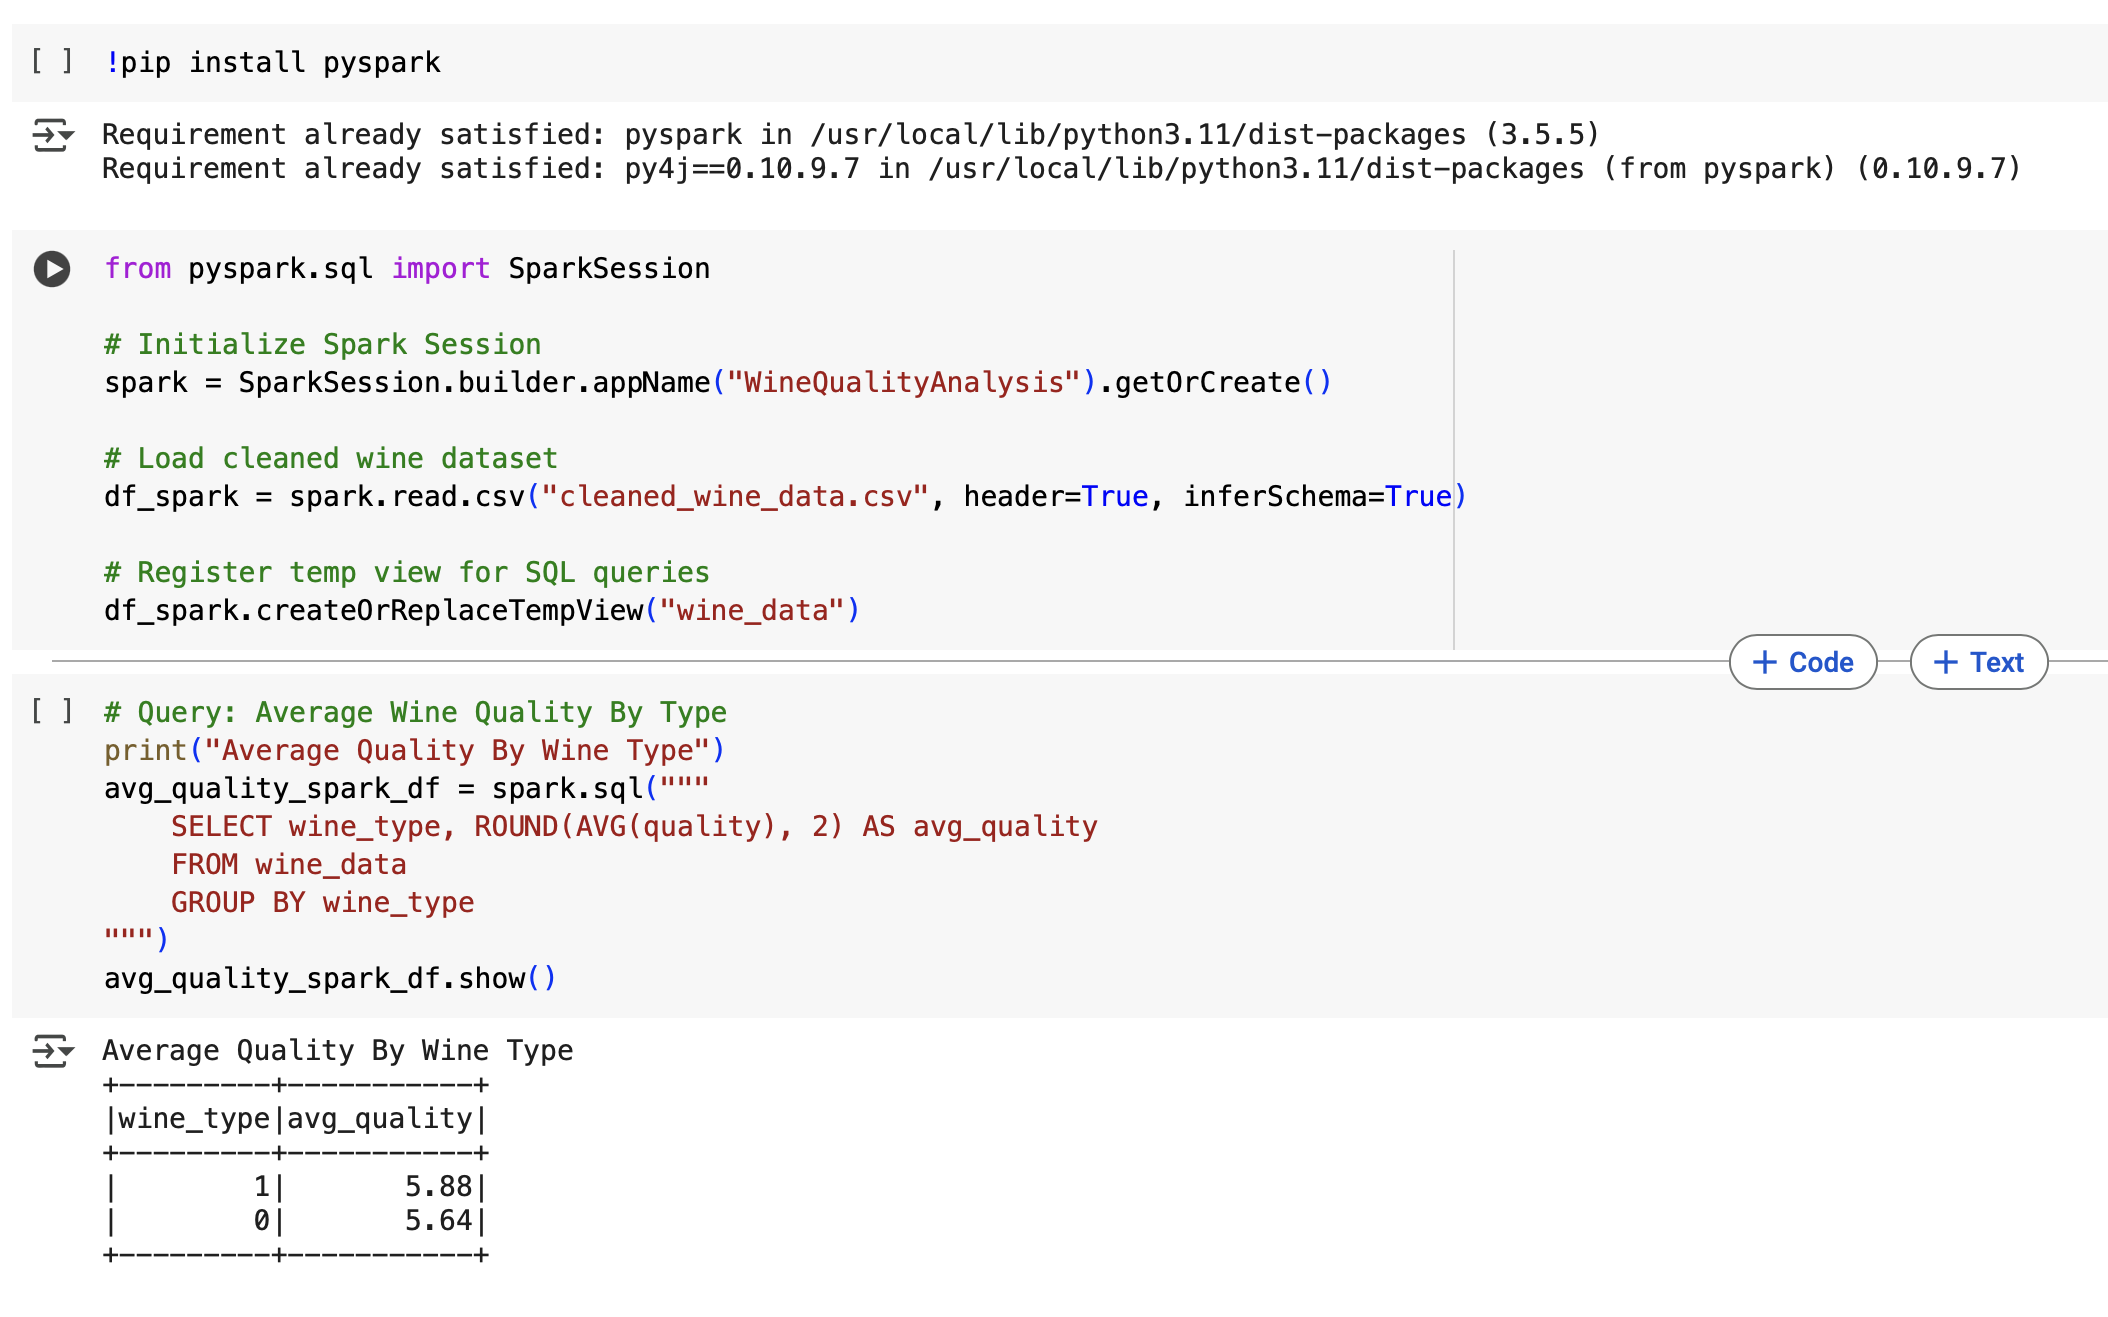 [ ] !pip install pyspark
Requirement already satisfied: pyspark in /usr/local/lib/python3.11/dist-packages (3.5.5)
Requirement already satisfied: py4j==0.10.9.7 in /usr/local/lib/python3.11/dist-packages (from pyspark) (0.10.9.7)
from pyspark.sql import SparkSession
# Initialize Spark Session
spark = SparkSession.builder.appName("WineQualityAnalysis").getOrCreate()
# Load cleaned wine dataset
df_spark = spark.read.csv("cleaned_wine_data.csv", header=True, inferSchema=True)
# Register temp view for SQL queries
df_spark.createOrReplaceTempView("wine_data")
+ Code + Text
[ ] # Query: Average Wine Quality By Type
print("Average Quality By Wine Type")
avg_quality_spark_df = spark.sql("""
    SELECT wine_type, ROUND(AVG(quality), 2) AS avg_quality
    FROM wine_data
    GROUP BY wine_type
""")
avg_quality_spark_df.show()
Average Quality By Wine Type
+---------+-----------+
|wine_type|avg_quality|
+---------+-----------+
|        1|       5.88|
|        0|       5.64|
+---------+-----------+